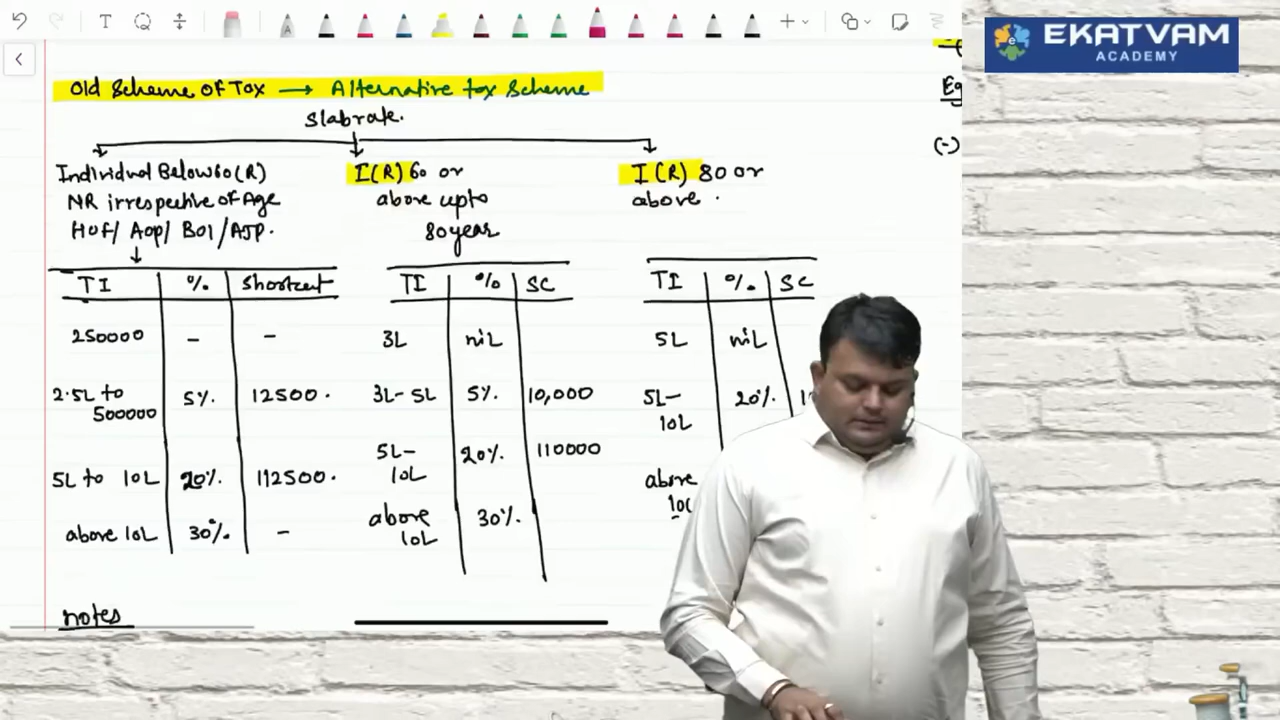 EKATVAM
ACADEMY
Old Scheme Of Tax → Alternative tax Scheme
Slabrate.
Individual Below 60 (R)
NR irrespective of Age
HUF/ Aop/ BOI /AJP.
TI % Shortcut
250000 - -
2.5L to 500000 5% 12500.
5L to 10L 20% 112500.
above 10L 30% -
I(R) 60 or
above upto
80 year
TI % SC
3L niL
3L-5L 5% 10,000
5L-10L 20% 110000
above 10L 30%.
I(R) 80 or
above.
TI % SC
5L niL
5L-10L 20%
above
notes
Eg
(-)